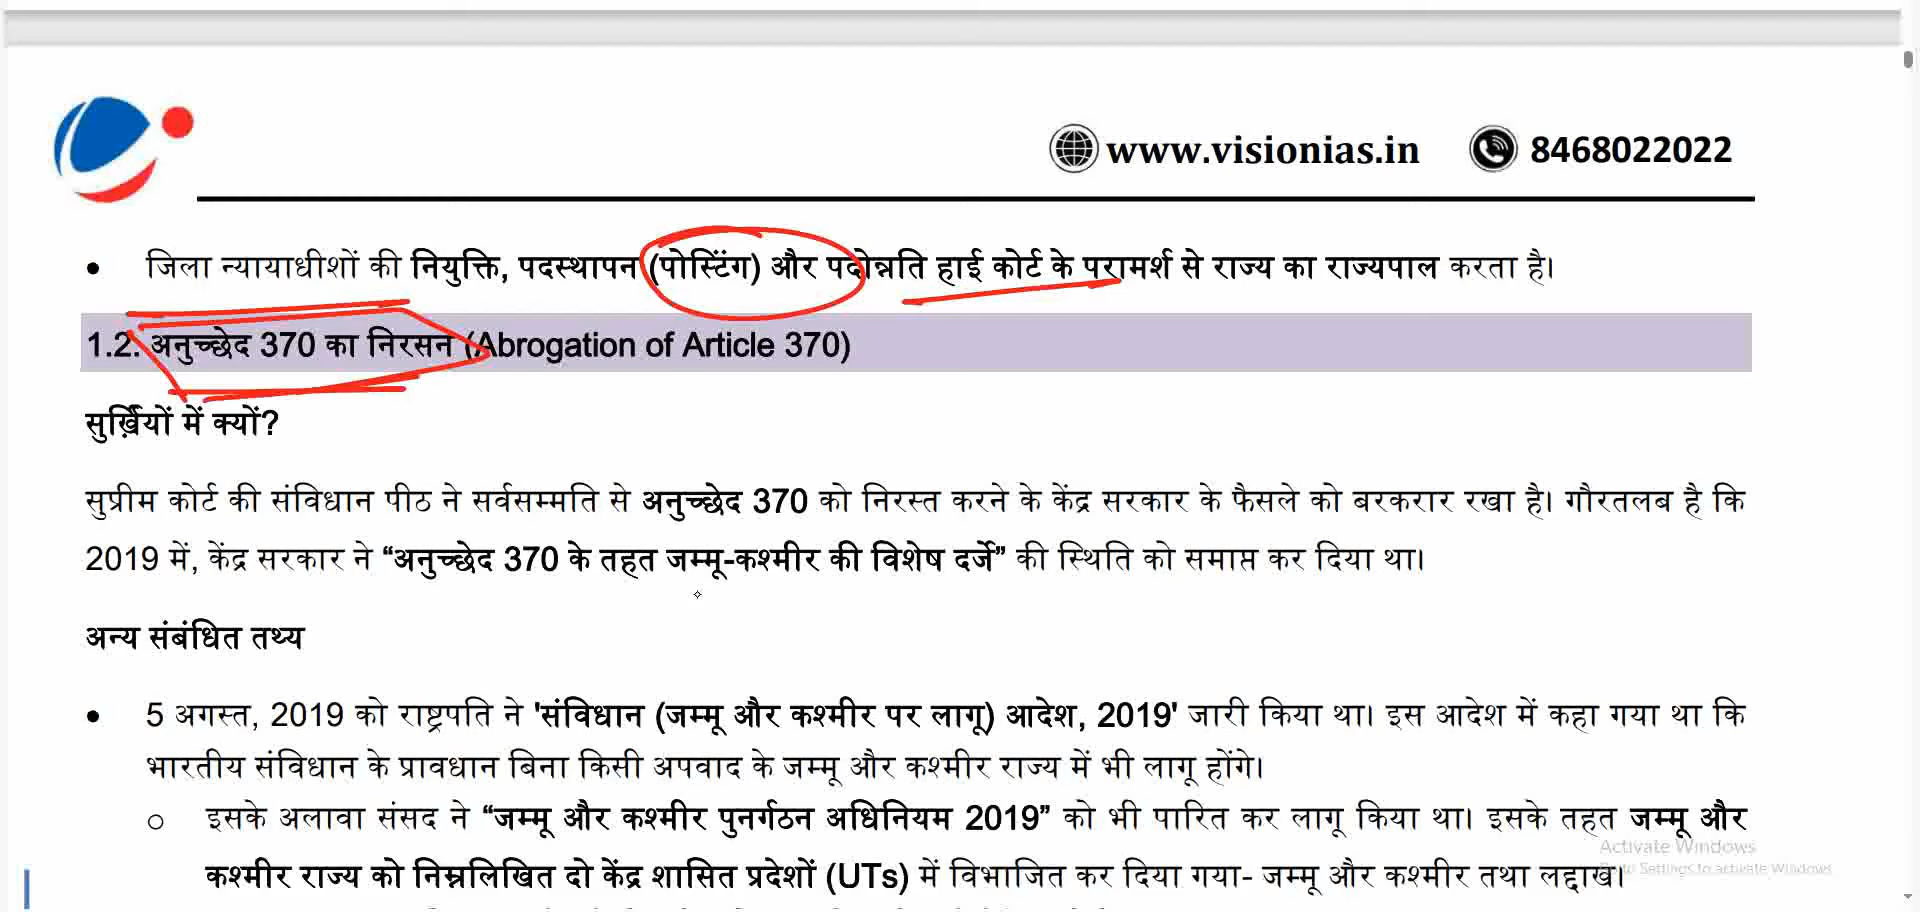 www.visionias.in 8468022022
• जिला न्यायाधीशों की नियुक्ति, पदस्थापन (पोस्टिंग) और पदोन्नति हाई कोर्ट के परामर्श से राज्य का राज्यपाल करता है।
1.2. अनुच्छेद 370 का निरसन (Abrogation of Article 370)
सुर्ख़ियों में क्यों?
सुप्रीम कोर्ट की संविधान पीठ ने सर्वसम्मति से अनुच्छेद 370 को निरस्त करने के केंद्र सरकार के फैसले को बरकरार रखा है। गौरतलब है कि
2019 में, केंद्र सरकार ने “अनुच्छेद 370 के तहत जम्मू-कश्मीर की विशेष दर्जे” की स्थिति को समाप्त कर दिया था।
अन्य संबंधित तथ्य
• 5 अगस्त, 2019 को राष्ट्रपति ने 'संविधान (जम्मू और कश्मीर पर लागू) आदेश, 2019' जारी किया था। इस आदेश में कहा गया था कि
भारतीय संविधान के प्रावधान बिना किसी अपवाद के जम्मू और कश्मीर राज्य में भी लागू होंगे।
o इसके अलावा संसद ने “जम्मू और कश्मीर पुनर्गठन अधिनियम 2019” को भी पारित कर लागू किया था। इसके तहत जम्मू और
Activate Windows
कश्मीर राज्य को निम्नलिखित दो केंद्र शासित प्रदेशों (UTs) में विभाजित कर दिया गया- जम्मू और कश्मीर तथा लद्दाख।
to Settings to activate Windows